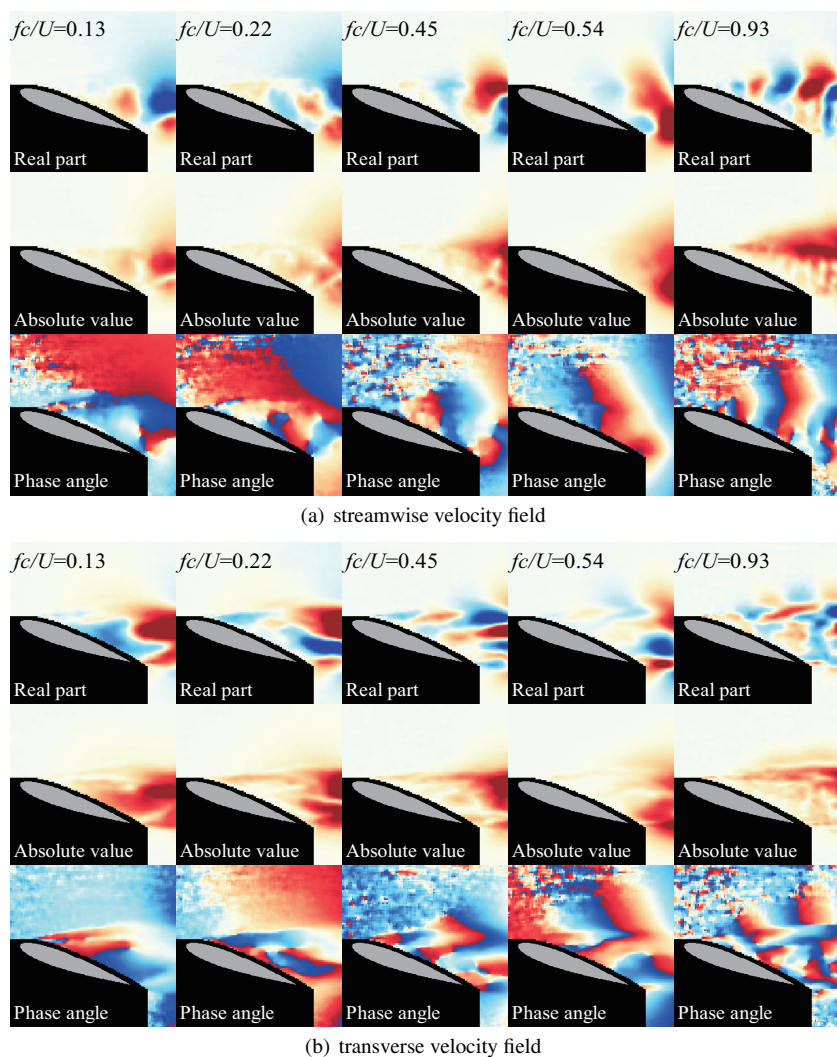 fc/U=0.13 fc/U=0.22 fc/U=0.45 fc/U=0.54 fc/U=0.93
Real part Real part Real part Real part Real part
Absolute value Absolute value Absolute value Absolute value Absolute value
Phase angle Phase angle Phase angle Phase angle Phase angle
(a) streamwise velocity field
fc/U=0.13 fc/U=0.22 fc/U=0.45 fc/U=0.54 fc/U=0.93
Real part Real part Real part Real part Real part
Absolute value Absolute value Absolute value Absolute value Absolute value
Phase angle Phase angle Phase angle Phase angle Phase angle
(b) transverse velocity field